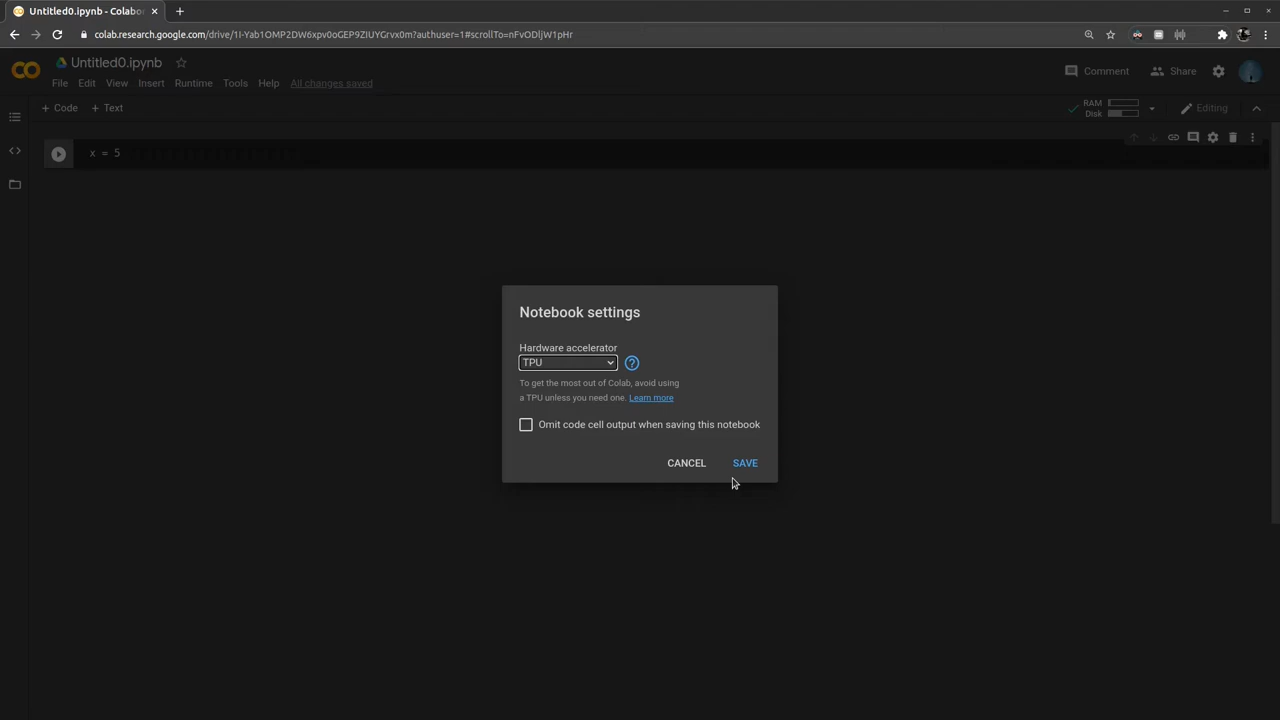 Untitled0.ipynb - Colabo
colab.research.google.com/drive/1I-Yab1OMP2DW6xpv0oGEP9ZIUYGrvx0m?authuser=1#scrollTo=nFvODljW1pHr
Untitled0.ipynb
File Edit View Insert Runtime Tools Help All changes saved
Comment Share
+ Code + Text
RAM
Disk
Editing
x = 5
Notebook settings
Hardware accelerator
TPU
To get the most out of Colab, avoid using
a TPU unless you need one. Learn more
Omit code cell output when saving this notebook
CANCEL SAVE